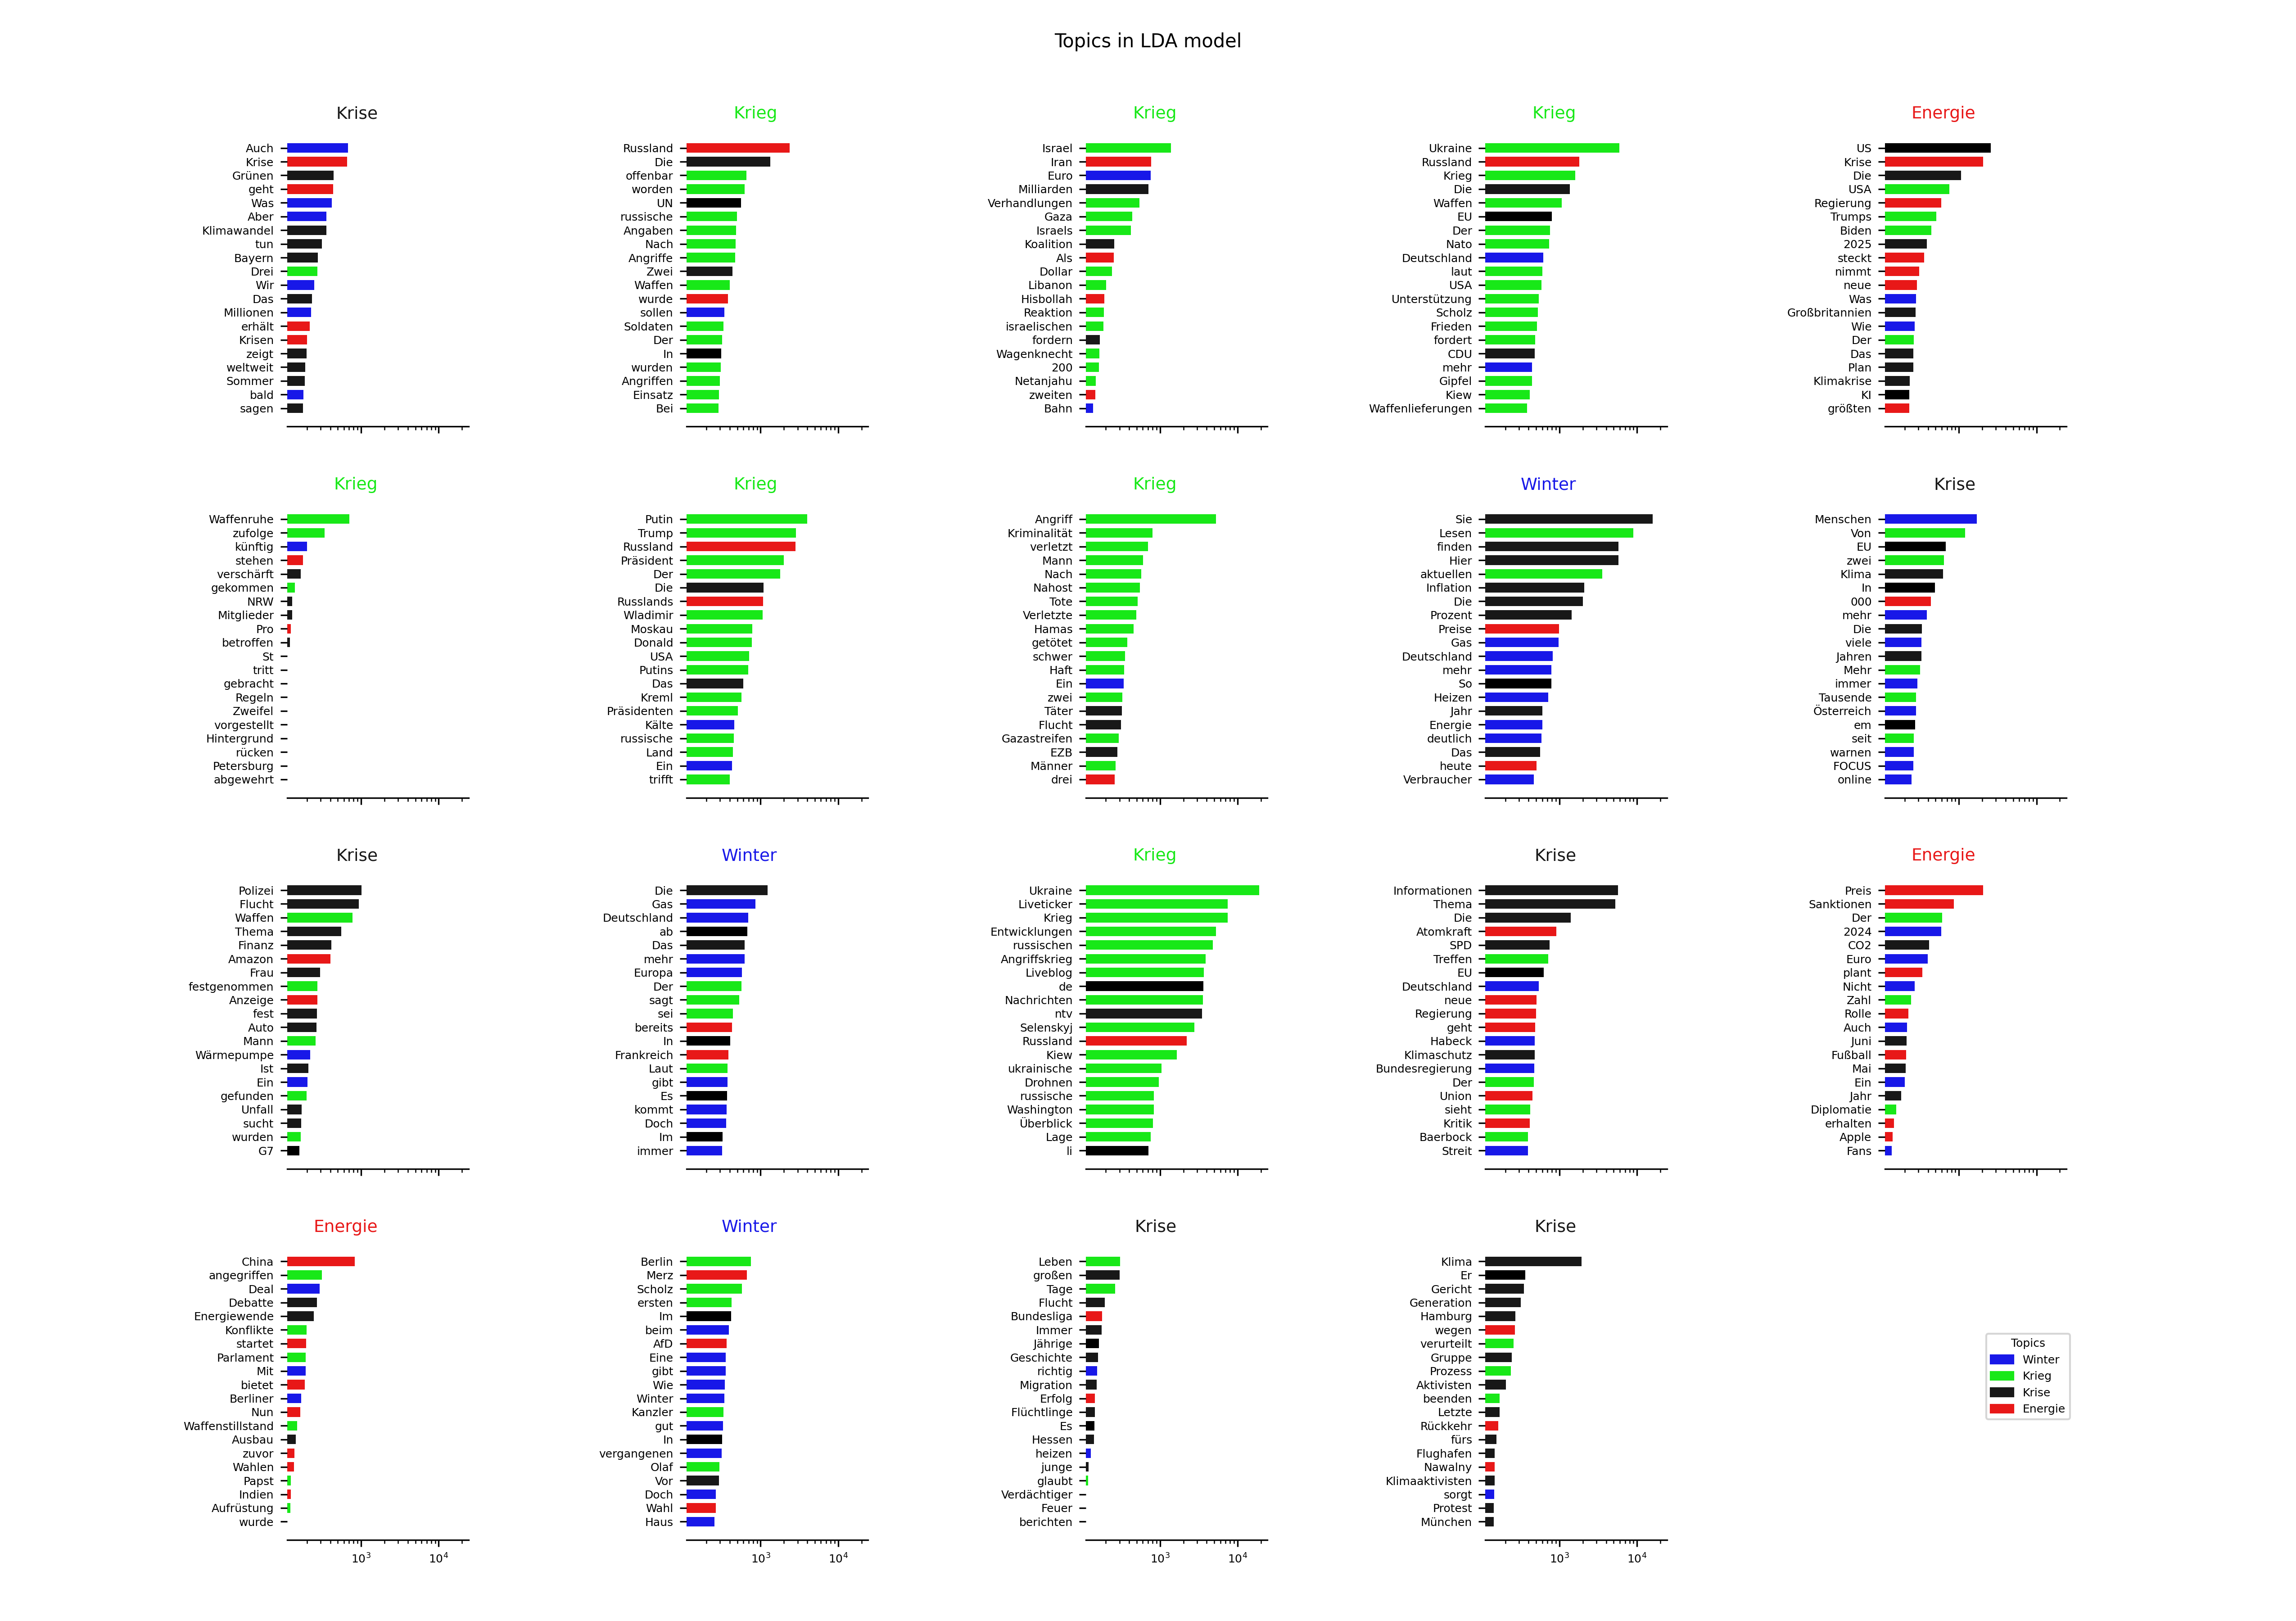 Topics in LDA model
Krise
Auch
Krise
Grünen
geht
Was
Aber
Klimawandel
tun
Bayern
Drei
Wir
Das
Millionen
erhält
Krisen
zeigt
weltweit
Sommer
bald
sagen
Krieg
Russland
Die
offenbar
worden
UN
russische
Angaben
Nach
Angriffe
Zwei
Waffen
wurde
sollen
Soldaten
Der
In
wurden
Angriffen
Einsatz
Bei
Krieg
Israel
Iran
Euro
Milliarden
Verhandlungen
Gaza
Israels
Koalition
Als
Dollar
Libanon
Hisbollah
Reaktion
israelischen
fordern
Wagenknecht
200
Netanjahu
zweiten
Bahn
Krieg
Ukraine
Russland
Krieg
Die
Waffen
EU
Der
Nato
Deutschland
laut
USA
Unterstützung
Scholz
Frieden
fordert
CDU
mehr
Gipfel
Kiew
Waffenlieferungen
Energie
US
Krise
Die
USA
Regierung
Trumps
Biden
2025
steckt
nimmt
neue
Was
Großbritannien
Wie
Der
Das
Plan
Klimakrise
KI
größten
Krieg
Waffenruhe
zufolge
künftig
stehen
verschärft
gekommen
NRW
Mitglieder
Pro
betroffen
St
tritt
gebracht
Regeln
Zweifel
vorgestellt
Hintergrund
rücken
Petersburg
abgewehrt
Krieg
Putin
Trump
Russland
Präsident
Der
Die
Russlands
Wladimir
Moskau
Donald
USA
Putins
Das
Kreml
Präsidenten
Kälte
russische
Land
Ein
trifft
Krieg
Angriff
Kriminalität
verletzt
Mann
Nach
Nahost
Tote
Verletzte
Hamas
getötet
schwer
Haft
Ein
zwei
Täter
Flucht
Gazastreifen
EZB
Männer
drei
Winter
Sie
Lesen
finden
Hier
aktuellen
Inflation
Die
Prozent
Preise
Gas
Deutschland
mehr
So
Heizen
Jahr
Energie
deutlich
Das
heute
Verbraucher
Krise
Menschen
Von
EU
zwei
Klima
In
000
mehr
Die
viele
Jahren
Mehr
immer
Tausende
Österreich
em
seit
warnen
FOCUS
online
Krise
Polizei
Flucht
Waffen
Thema
Finanz
Amazon
Frau
festgenommen
Anzeige
fest
Auto
Mann
Wärmepumpe
Ist
Ein
gefunden
Unfall
sucht
wurden
G7
Winter
Die
Gas
Deutschland
ab
Das
mehr
Europa
Der
sagt
sei
bereits
In
Frankreich
Laut
gibt
Es
kommt
Doch
Im
immer
Krieg
Ukraine
Liveticker
Krieg
Entwicklungen
russischen
Angriffskrieg
Liveblog
de
Nachrichten
ntv
Selenskyj
Russland
Kiew
ukrainische
Drohnen
russische
Washington
Überblick
Lage
li
Krise
Informationen
Thema
Die
Atomkraft
SPD
Treffen
EU
Deutschland
neue
Regierung
geht
Habeck
Klimaschutz
Bundesregierung
Der
Union
sieht
Kritik
Baerbock
Streit
Energie
Preis
Sanktionen
Der
2024
CO2
Euro
plant
Nicht
Zahl
Rolle
Auch
Juni
Fußball
Mai
Ein
Jahr
Diplomatie
erhalten
Apple
Fans
Energie
China
angegriffen
Deal
Debatte
Energiewende
Konflikte
startet
Parlament
Mit
bietet
Berliner
Nun
Waffenstillstand
Ausbau
zuvor
Wahlen
Papst
Indien
Aufrüstung
wurde
10³ 10⁴
Winter
Berlin
Merz
Scholz
ersten
Im
beim
AfD
Eine
gibt
Wie
Winter
Kanzler
gut
In
vergangenen
Olaf
Vor
Doch
Wahl
Haus
10³ 10⁴
Krise
Leben
großen
Tage
Flucht
Bundesliga
Immer
Jährige
Geschichte
richtig
Migration
Erfolg
Flüchtlinge
Es
Hessen
heizen
junge
glaubt
Verdächtiger
Feuer
berichten
10³ 10⁴
Krise
Klima
Er
Gericht
Generation
Hamburg
wegen
verurteilt
Gruppe
Prozess
Aktivisten
beenden
Letzte
Rückkehr
fürs
Flughafen
Nawalny
Klimaaktivisten
sorgt
Protest
München
10³ 10⁴
Topics
Winter
Krieg
Krise
Energie